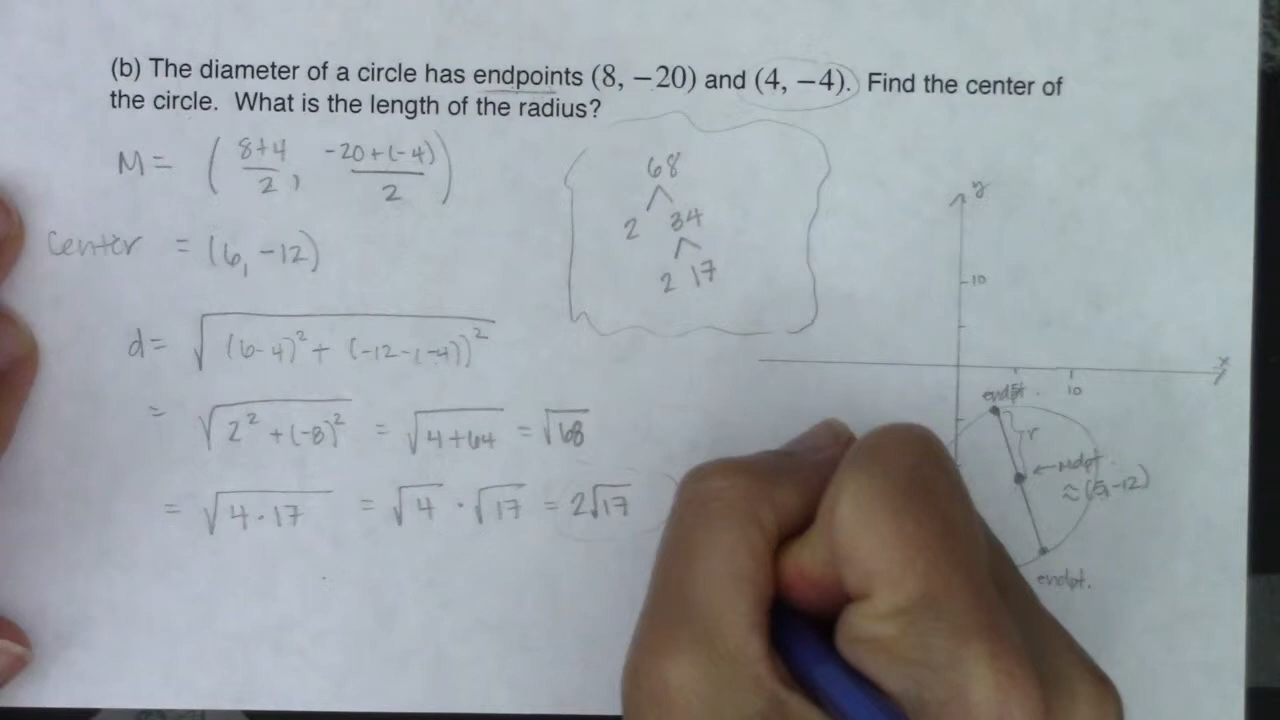 (b) The diameter of a circle has endpoints (8, −20) and (4, −4). Find the center of
the circle. What is the length of the radius?
M = ( 8+4/2, -20+(-4)/2 )
center = (6, -12)
68
2 34
2 17
d = √(6-4)² + (-12-(-4))²
= √2² + (-8)² = √4+64 = √68
= √4·17 = √4 · √17 = 2√17
y
10
x
10
endpt.
r
← Mdpt.
≈ (5, -12)
endpt.